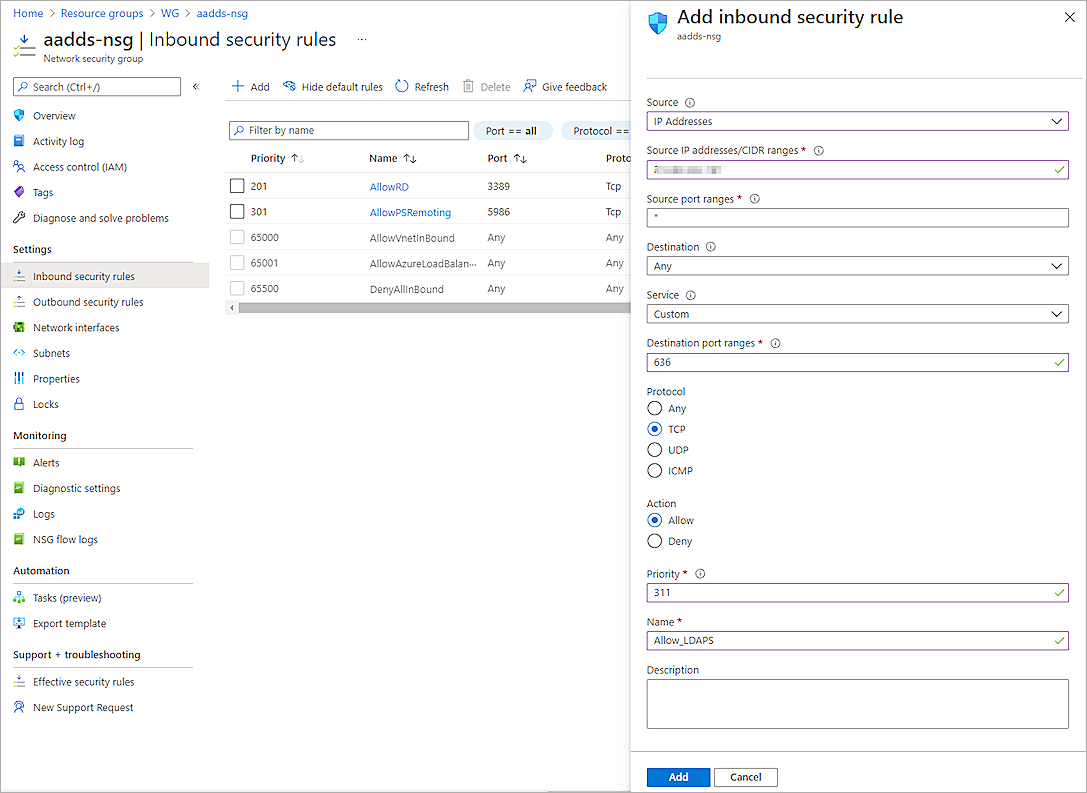 Home > Resource groups > WG > aadds-nsg
aadds-nsg | Inbound security rules ...
Network security group
Search (Ctrl+/)
«
Overview
Activity log
Access control (IAM)
Tags
Diagnose and solve problems
Settings
Inbound security rules
Outbound security rules
Network interfaces
Subnets
Properties
Locks
Monitoring
Alerts
Diagnostic settings
Logs
NSG flow logs
Automation
Tasks (preview)
Export template
Support + troubleshooting
Effective security rules
New Support Request
Add Hide default rules Refresh Delete Give feedback
Filter by name Port == all Protocol ==
Priority ↑↓ Name ↑↓ Port ↑↓ Proto
201 AllowRD 3389 Tcp
301 AllowPSRemoting 5986 Tcp
65000 AllowVnetInBound Any Any
65001 AllowAzureLoadBalan... Any Any
65500 DenyAllInBound Any Any
Add inbound security rule
aadds-nsg
Source
IP Addresses
Source IP addresses/CIDR ranges *
Source port ranges *
*
Destination
Any
Service
Custom
Destination port ranges *
636
Protocol
Any
TCP
UDP
ICMP
Action
Allow
Deny
Priority *
311
Name *
Allow_LDAPS
Description
Add Cancel